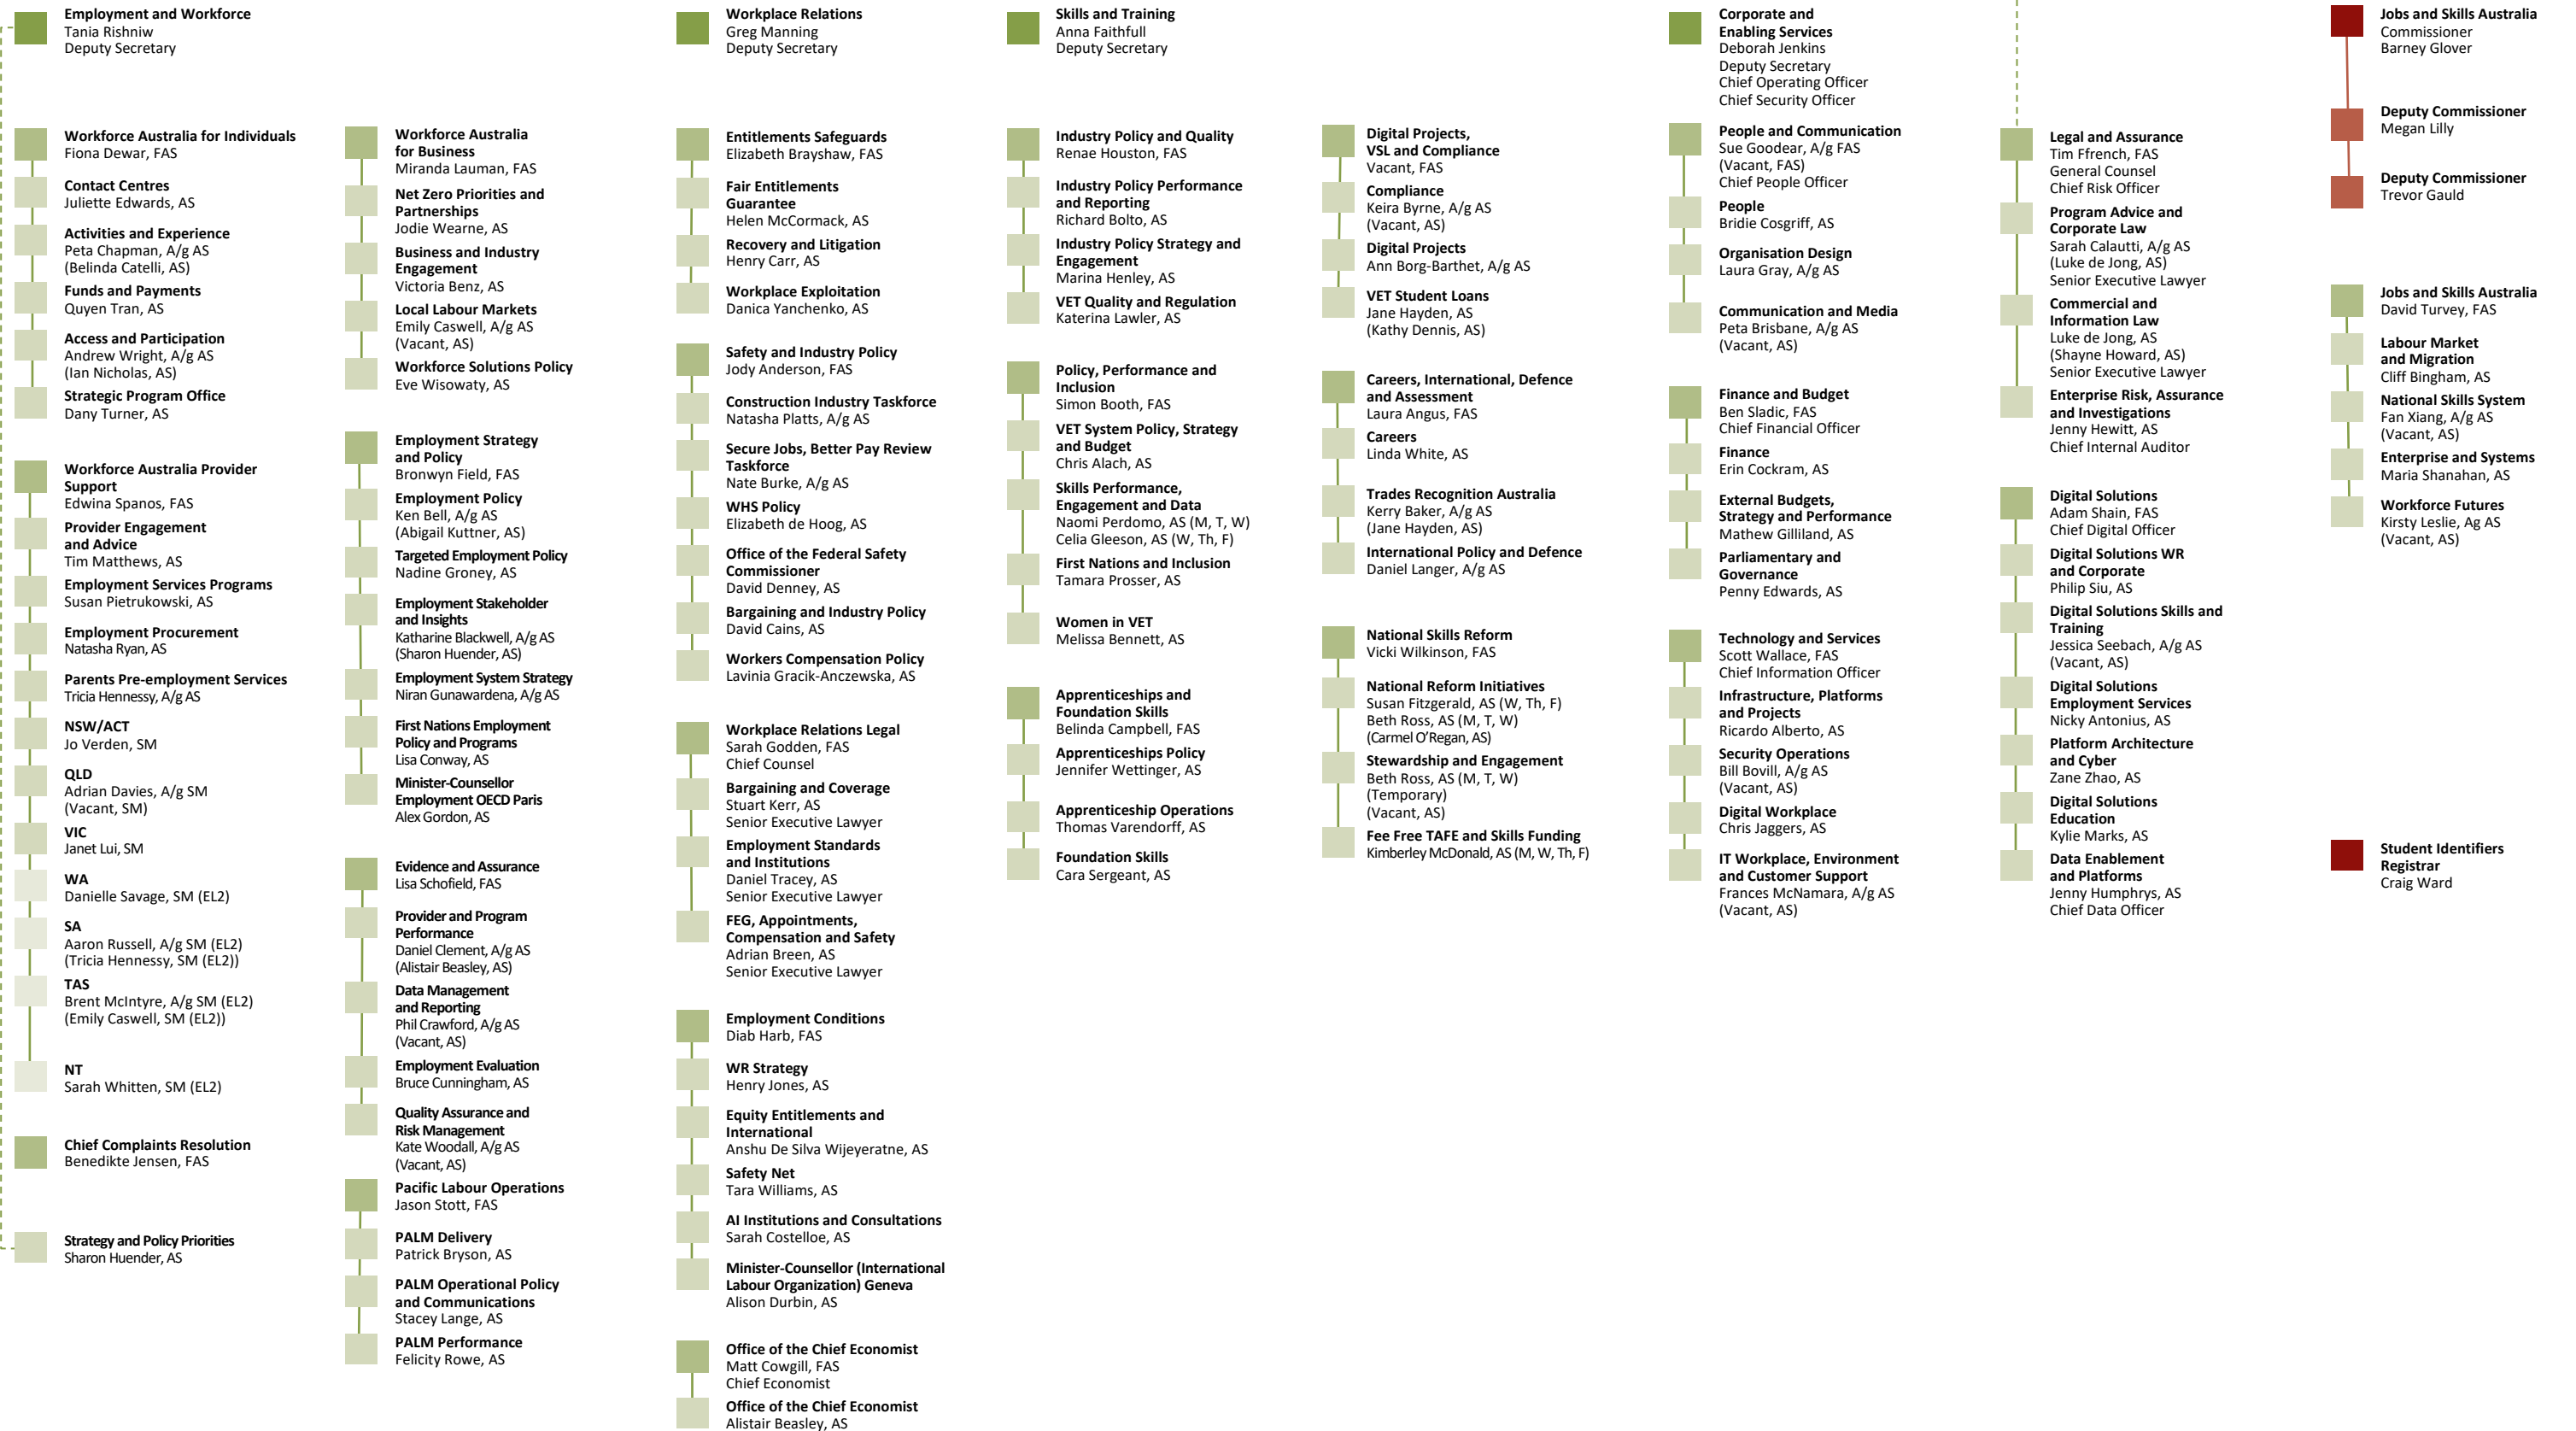 Employment and Workforce
Tania Rishniw
Deputy Secretary
Workforce Australia for Individuals
Fiona Dewar, FAS
Contact Centres
Juliette Edwards, AS
Activities and Experience
Peta Chapman, A/g AS
(Belinda Catelli, AS)
Funds and Payments
Quyen Tran, AS
Access and Participation
Andrew Wright, A/g AS
(Ian Nicholas, AS)
Strategic Program Office
Dany Turner, AS
Workforce Australia Provider
Support
Edwina Spanos, FAS
Provider Engagement
and Advice
Tim Matthews, AS
Employment Services Programs
Susan Pietrukowski, AS
Employment Procurement
Natasha Ryan, AS
Parents Pre-employment Services
Tricia Hennessy, A/g AS
NSW/ACT
Jo Verden, SM
QLD
Adrian Davies, A/g SM
(Vacant, SM)
VIC
Janet Lui, SM
WA
Danielle Savage, SM (EL2)
SA
Aaron Russell, A/g SM (EL2)
(Tricia Hennessy, SM (EL2))
TAS
Brent McIntyre, A/g SM (EL2)
(Emily Caswell, SM (EL2))
NT
Sarah Whitten, SM (EL2)
Chief Complaints Resolution
Benedikte Jensen, FAS
Strategy and Policy Priorities
Sharon Huender, AS
Workforce Australia
for Business
Miranda Lauman, FAS
Net Zero Priorities and
Partnerships
Jodie Wearne, AS
Business and Industry
Engagement
Victoria Benz, AS
Local Labour Markets
Emily Caswell, A/g AS
(Vacant, AS)
Workforce Solutions Policy
Eve Wisowaty, AS
Employment Strategy
and Policy
Bronwyn Field, FAS
Employment Policy
Ken Bell, A/g AS
(Abigail Kuttner, AS)
Targeted Employment Policy
Nadine Groney, AS
Employment Stakeholder
and Insights
Katharine Blackwell, A/g AS
(Sharon Huender, AS)
Employment System Strategy
Niran Gunawardena, A/g AS
First Nations Employment
Policy and Programs
Lisa Conway, AS
Minister-Counsellor
Employment OECD Paris
Alex Gordon, AS
Evidence and Assurance
Lisa Schofield, FAS
Provider and Program
Performance
Daniel Clement, A/g AS
(Alistair Beasley, AS)
Data Management
and Reporting
Phil Crawford, A/g AS
(Vacant, AS)
Employment Evaluation
Bruce Cunningham, AS
Quality Assurance and
Risk Management
Kate Woodall, A/g AS
(Vacant, AS)
Pacific Labour Operations
Jason Stott, FAS
PALM Delivery
Patrick Bryson, AS
PALM Operational Policy
and Communications
Stacey Lange, AS
PALM Performance
Felicity Rowe, AS
Workplace Relations
Greg Manning
Deputy Secretary
Entitlements Safeguards
Elizabeth Brayshaw, FAS
Fair Entitlements
Guarantee
Helen McCormack, AS
Recovery and Litigation
Henry Carr, AS
Workplace Exploitation
Danica Yanchenko, AS
Safety and Industry Policy
Jody Anderson, FAS
Construction Industry Taskforce
Natasha Platts, A/g AS
Secure Jobs, Better Pay Review
Taskforce
Nate Burke, A/g AS
WHS Policy
Elizabeth de Hoog, AS
Office of the Federal Safety
Commissioner
David Denney, AS
Bargaining and Industry Policy
David Cains, AS
Workers Compensation Policy
Lavinia Gracik-Anczewska, AS
Workplace Relations Legal
Sarah Godden, FAS
Chief Counsel
Bargaining and Coverage
Stuart Kerr, AS
Senior Executive Lawyer
Employment Standards
and Institutions
Daniel Tracey, AS
Senior Executive Lawyer
FEG, Appointments,
Compensation and Safety
Adrian Breen, AS
Senior Executive Lawyer
Employment Conditions
Diab Harb, FAS
WR Strategy
Henry Jones, AS
Equity Entitlements and
International
Anshu De Silva Wijeyeratne, AS
Safety Net
Tara Williams, AS
AI Institutions and Consultations
Sarah Costelloe, AS
Minister-Counsellor (International
Labour Organization) Geneva
Alison Durbin, AS
Office of the Chief Economist
Matt Cowgill, FAS
Chief Economist
Office of the Chief Economist
Alistair Beasley, AS
Skills and Training
Anna Faithfull
Deputy Secretary
Industry Policy and Quality
Renae Houston, FAS
Industry Policy Performance
and Reporting
Richard Bolto, AS
Industry Policy Strategy and
Engagement
Marina Henley, AS
VET Quality and Regulation
Katerina Lawler, AS
Policy, Performance and
Inclusion
Simon Booth, FAS
VET System Policy, Strategy
and Budget
Chris Alach, AS
Skills Performance,
Engagement and Data
Naomi Perdomo, AS (M, T, W)
Celia Gleeson, AS (W, Th, F)
First Nations and Inclusion
Tamara Prosser, AS
Women in VET
Melissa Bennett, AS
Apprenticeships and
Foundation Skills
Belinda Campbell, FAS
Apprenticeships Policy
Jennifer Wettinger, AS
Apprenticeship Operations
Thomas Varendorff, AS
Foundation Skills
Cara Sergeant, AS
Digital Projects,
VSL and Compliance
Vacant, FAS
Compliance
Keira Byrne, A/g AS
(Vacant, AS)
Digital Projects
Ann Borg-Barthet, A/g AS
VET Student Loans
Jane Hayden, AS
(Kathy Dennis, AS)
Careers, International, Defence
and Assessment
Laura Angus, FAS
Careers
Linda White, AS
Trades Recognition Australia
Kerry Baker, A/g AS
(Jane Hayden, AS)
International Policy and Defence
Daniel Langer, A/g AS
National Skills Reform
Vicki Wilkinson, FAS
National Reform Initiatives
Susan Fitzgerald, AS (W, Th, F)
Beth Ross, AS (M, T, W)
(Carmel O'Regan, AS)
Stewardship and Engagement
Beth Ross, AS (M, T, W)
(Temporary)
(Vacant, AS)
Fee Free TAFE and Skills Funding
Kimberley McDonald, AS (M, W, Th, F)
Corporate and
Enabling Services
Deborah Jenkins
Deputy Secretary
Chief Operating Officer
Chief Security Officer
People and Communication
Sue Goodear, A/g FAS
(Vacant, FAS)
Chief People Officer
People
Bridie Cosgriff, AS
Organisation Design
Laura Gray, A/g AS
Communication and Media
Peta Brisbane, A/g AS
(Vacant, AS)
Finance and Budget
Ben Sladic, FAS
Chief Financial Officer
Finance
Erin Cockram, AS
External Budgets,
Strategy and Performance
Mathew Gilliland, AS
Parliamentary and
Governance
Penny Edwards, AS
Technology and Services
Scott Wallace, FAS
Chief Information Officer
Infrastructure, Platforms
and Projects
Ricardo Alberto, AS
Security Operations
Bill Bovill, A/g AS
(Vacant, AS)
Digital Workplace
Chris Jaggers, AS
IT Workplace, Environment
and Customer Support
Frances McNamara, A/g AS
(Vacant, AS)
Legal and Assurance
Tim Ffrench, FAS
General Counsel
Chief Risk Officer
Program Advice and
Corporate Law
Sarah Calautti, A/g AS
(Luke de Jong, AS)
Senior Executive Lawyer
Commercial and
Information Law
Luke de Jong, AS
(Shayne Howard, AS)
Senior Executive Lawyer
Enterprise Risk, Assurance
and Investigations
Jenny Hewitt, AS
Chief Internal Auditor
Digital Solutions
Adam Shain, FAS
Chief Digital Officer
Digital Solutions WR
and Corporate
Philip Siu, AS
Digital Solutions Skills and
Training
Jessica Seebach, A/g AS
(Vacant, AS)
Digital Solutions
Employment Services
Nicky Antonius, AS
Platform Architecture
and Cyber
Zane Zhao, AS
Digital Solutions
Education
Kylie Marks, AS
Data Enablement
and Platforms
Jenny Humphrys, AS
Chief Data Officer
Jobs and Skills Australia
Commissioner
Barney Glover
Deputy Commissioner
Megan Lilly
Deputy Commissioner
Trevor Gauld
Jobs and Skills Australia
David Turvey, FAS
Labour Market
and Migration
Cliff Bingham, AS
National Skills System
Fan Xiang, A/g AS
(Vacant, AS)
Enterprise and Systems
Maria Shanahan, AS
Workforce Futures
Kirsty Leslie, Ag AS
(Vacant, AS)
Student Identifiers
Registrar
Craig Ward